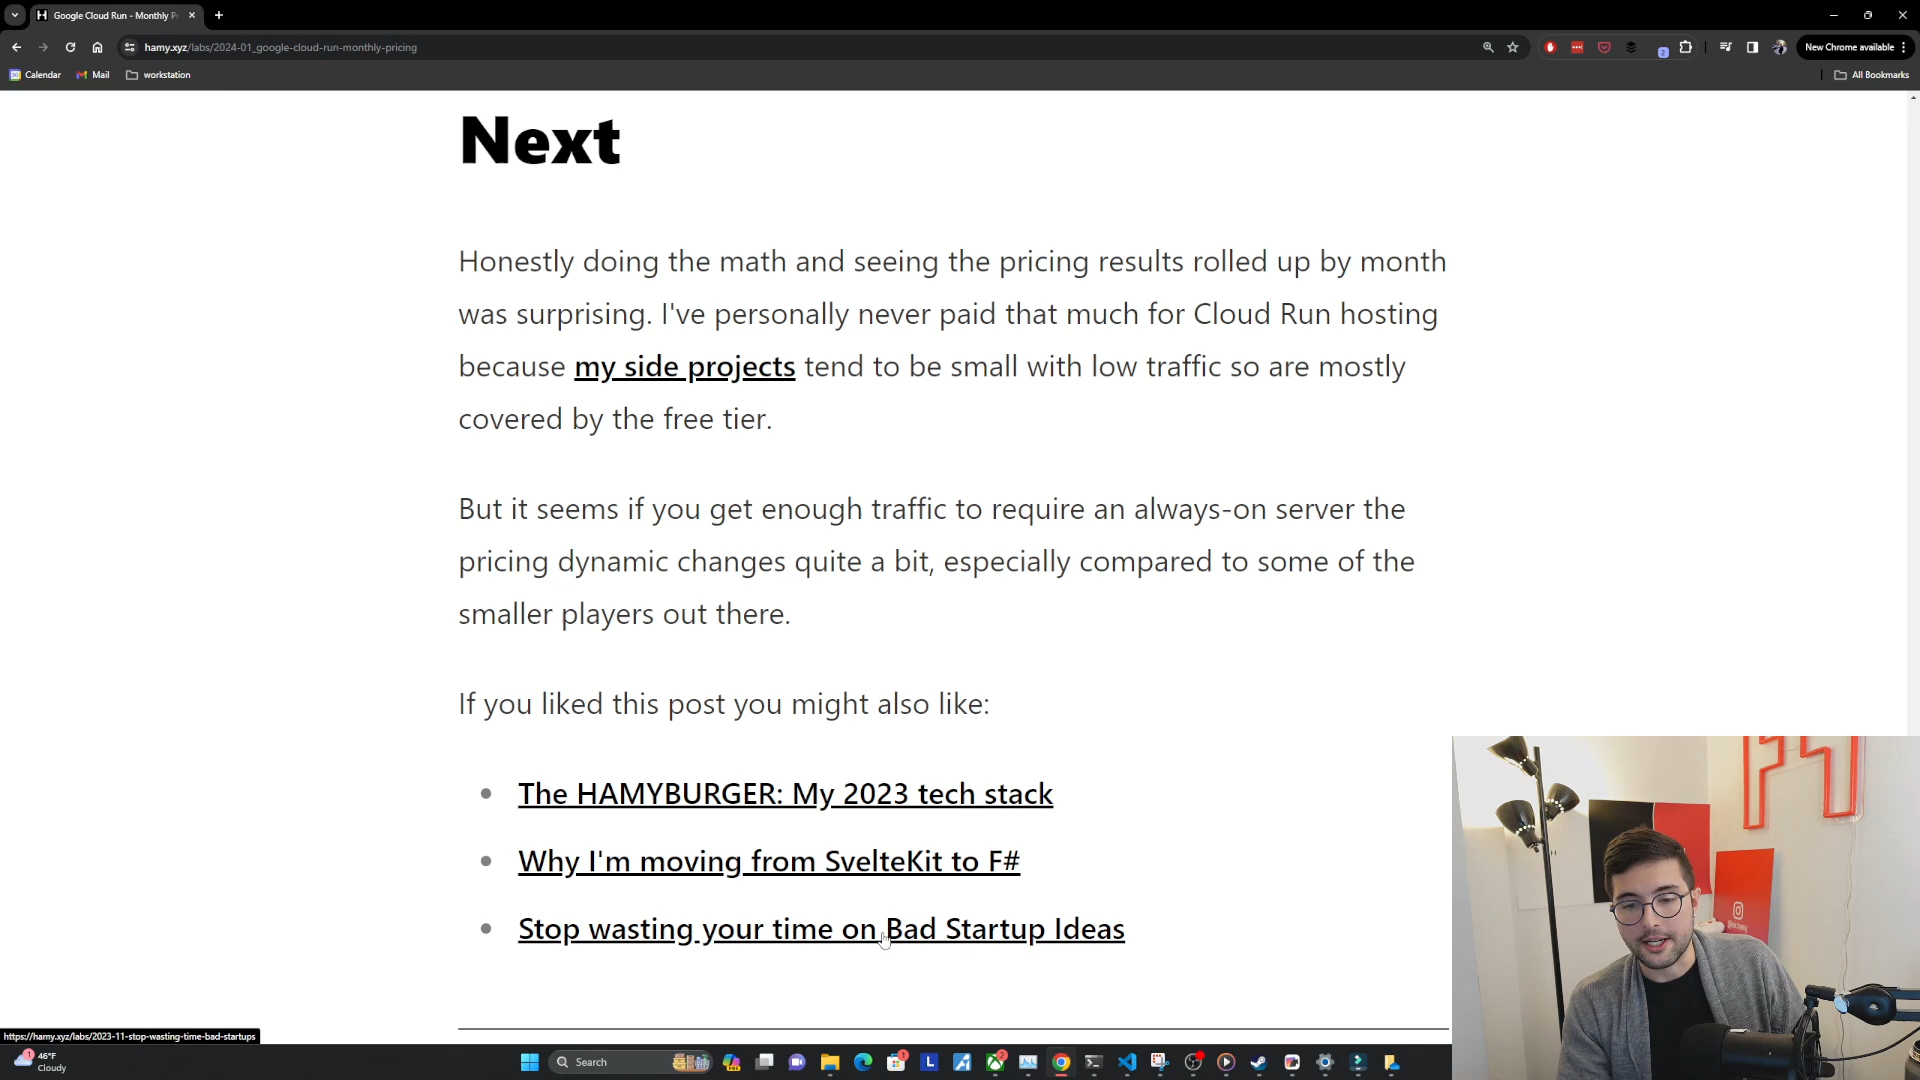 Google Cloud Run - Monthly P
hamy.xyz/labs/2024-01_google-cloud-run-monthly-pricing
New Chrome available
Calendar
Mail
workstation
All Bookmarks
Next
Honestly doing the math and seeing the pricing results rolled up by month
was surprising. I've personally never paid that much for Cloud Run hosting
because my side projects tend to be small with low traffic so are mostly
covered by the free tier.
But it seems if you get enough traffic to require an always-on server the
pricing dynamic changes quite a bit, especially compared to some of the
smaller players out there.
If you liked this post you might also like:
The HAMYBURGER: My 2023 tech stack
Why I'm moving from SvelteKit to F#
Stop wasting your time on Bad Startup Ideas
https://hamy.xyz/labs/2023-11-stop-wasting-time-bad-startups
46°F
Cloudy
Search